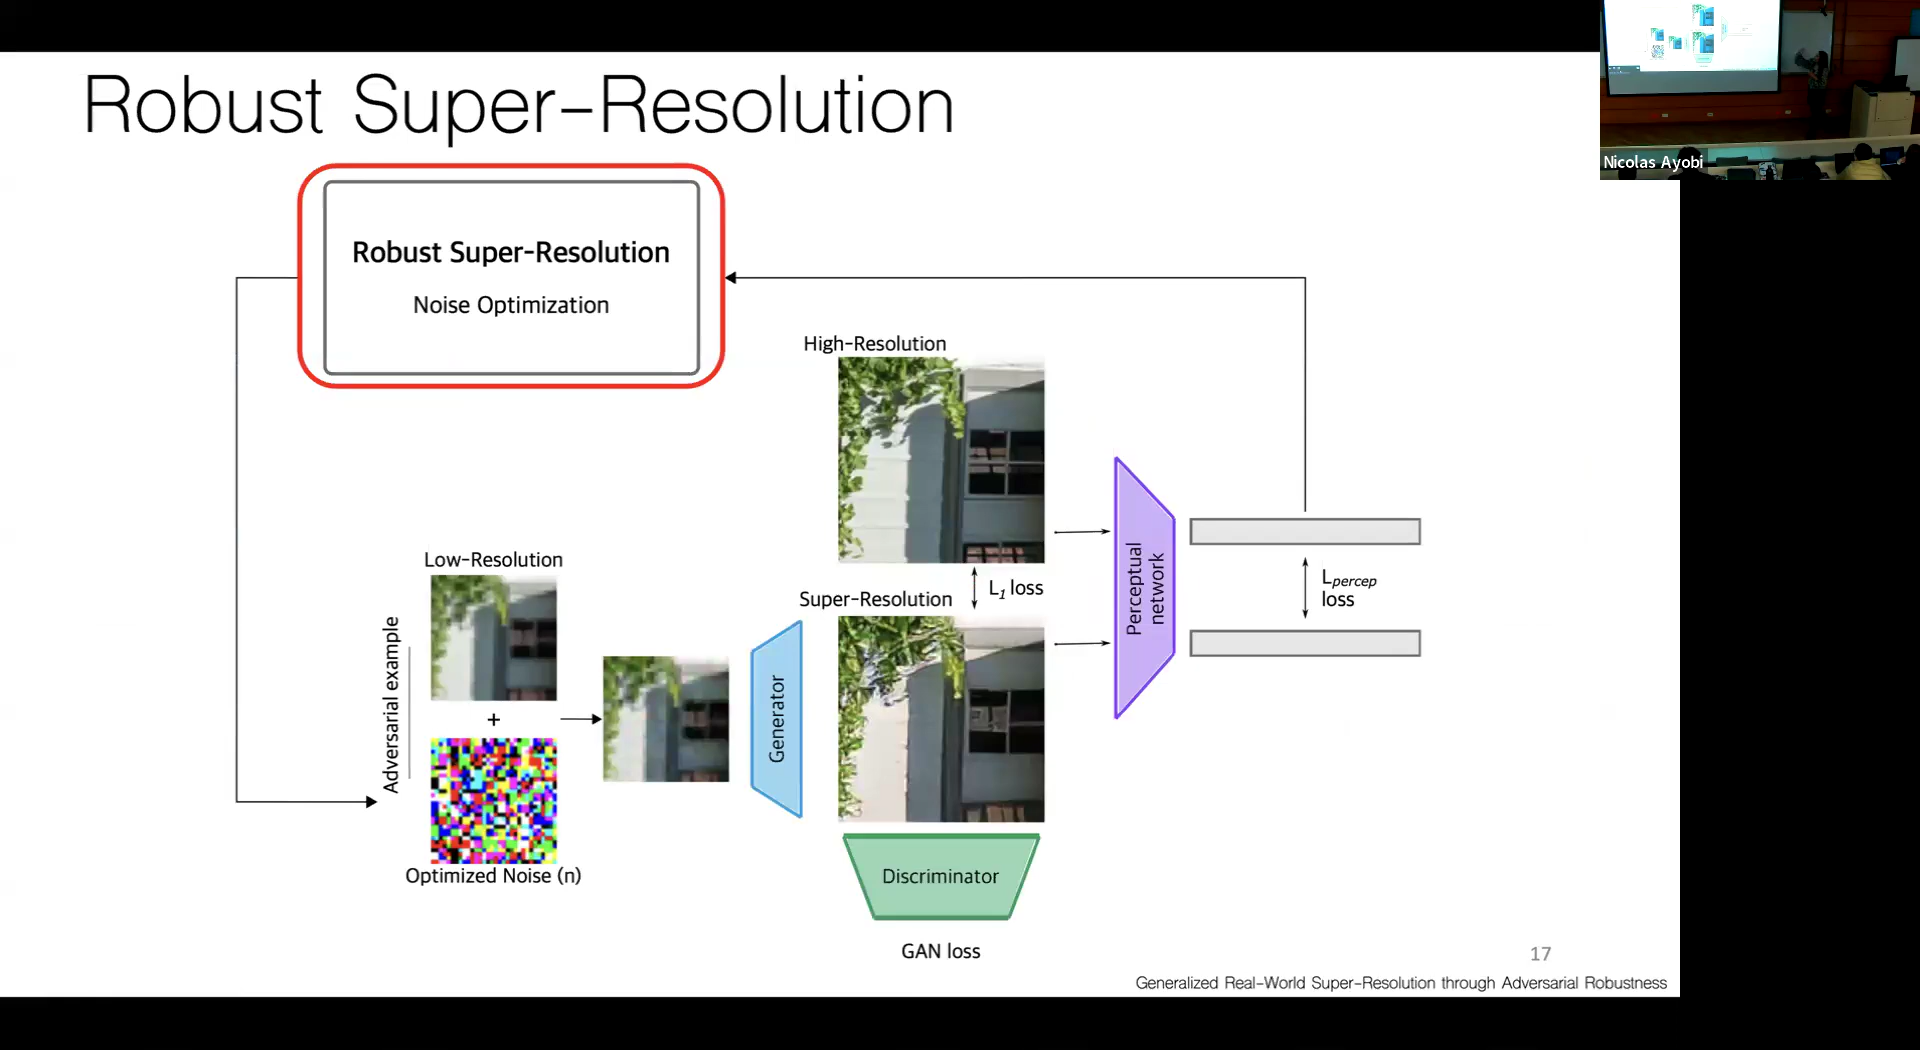 Robust Super-Resolution
Nicolas Ayobi
Robust Super-Resolution
Noise Optimization
High-Resolution
Low-Resolution
L1 loss
Super-Resolution
Lpercep
loss
Perceptual
network
Adversarial example
+
Generator
Optimized Noise (n)
Discriminator
GAN loss
17
Generalized Real-World Super-Resolution through Adversarial Robustness